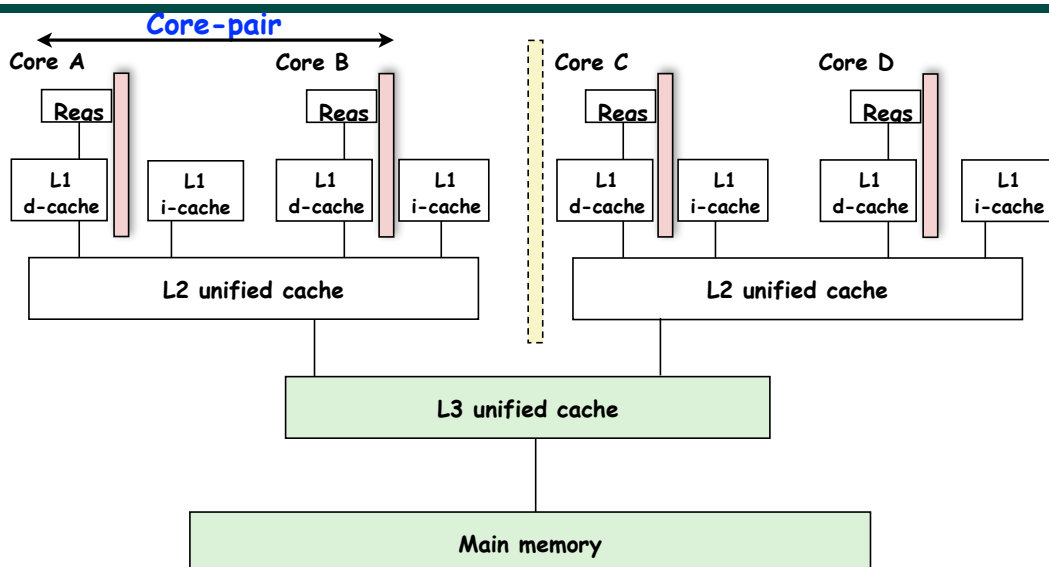 Core-pair
Core A
Core B
Core C
Core D
Regs
Regs
Regs
Regs
L1
d-cache
L1
i-cache
L1
d-cache
L1
i-cache
L1
d-cache
L1
i-cache
L1
d-cache
L1
i-cache
L2 unified cache
L2 unified cache
L3 unified cache
Main memory